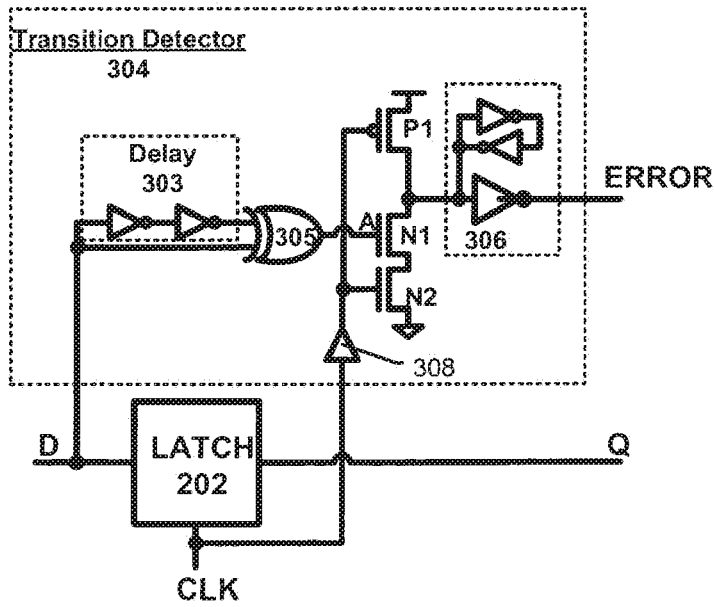 Transition Detector
304
P1
Delay
303
ERROR
305
A
N1
306
N2
308
D
LATCH
202
Q
CLK